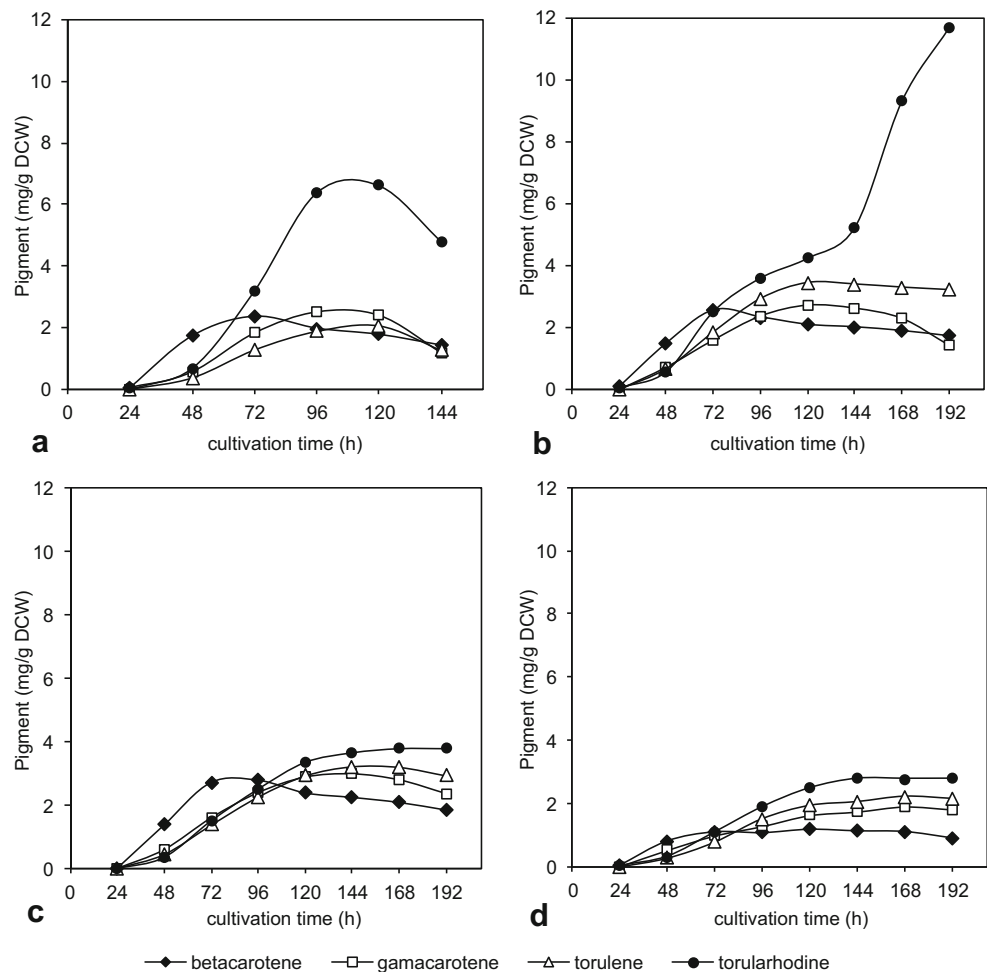 12
10
8
6
4
2
0
Pigment (mg/g DCW)
0 24 48 72 96 120 144
cultivation time (h)
a
12
10
8
6
4
2
0
Pigment (mg/g DCW)
0 24 48 72 96 120 144 168 192
cultivation time (h)
b
12
10
8
6
4
2
0
Pigment (mg/g DCW)
0 24 48 72 96 120 144 168 192
cultivation time (h)
c
12
10
8
6
4
2
0
Pigment (mg/g DCW)
0 24 48 72 96 120 144 168 192
cultivation time (h)
d
betacarotene gamacarotene torulene torularhodine